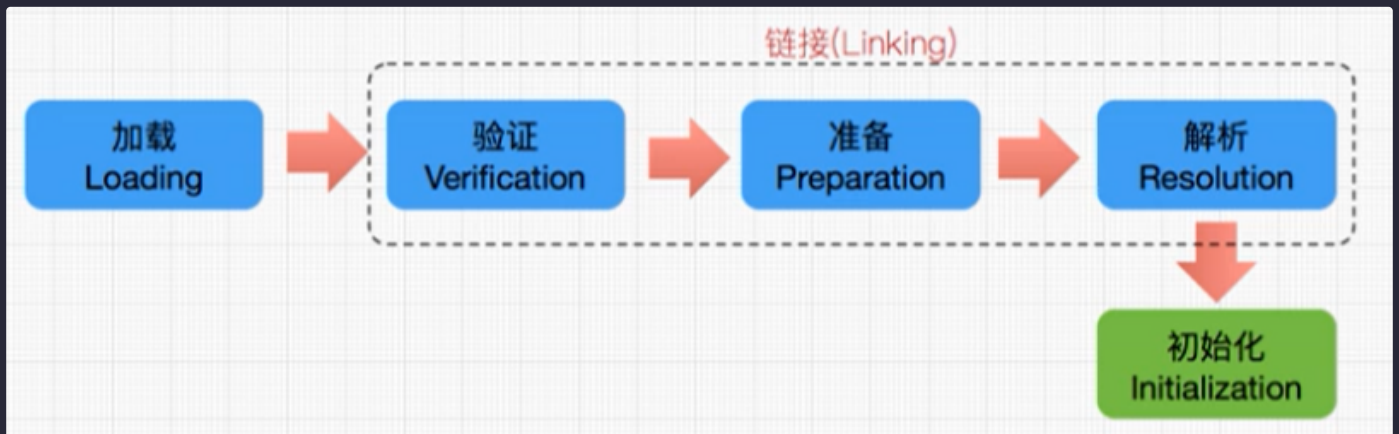 链接(Linking)
加载
Loading
验证
Verification
准备
Preparation
解析
Resolution
初始化
Initialization